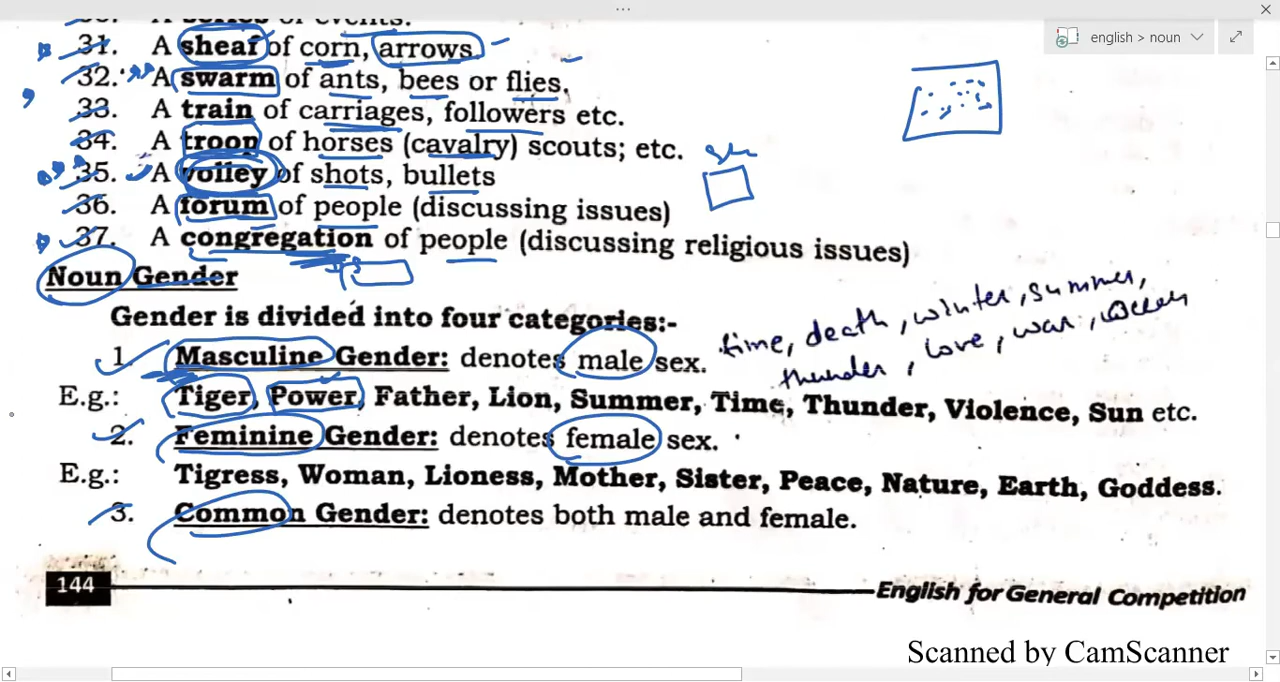 A series of events.
english > noun
31. A sheaf of corn, arrows.
32. A swarm of ants, bees or flies.
33. A train of carriages, followers etc.
34. A troop of horses (cavalry) scouts; etc.
35. A volley of shots, bullets
36. A forum of people (discussing issues)
37. A congregation of people (discussing religious issues)
Noun Gender
Gender is divided into four categories:-
time, death, winter, summer,
thunder, love, war,
1. Masculine Gender: denotes male sex.
E.g.: Tiger, Power, Father, Lion, Summer, Time, Thunder, Violence, Sun etc.
2. Feminine Gender: denotes female sex.
E.g.: Tigress, Woman, Lioness, Mother, Sister, Peace, Nature, Earth, Goddess.
3. Common Gender: denotes both male and female.
144
English for General Competition
Scanned by CamScanner